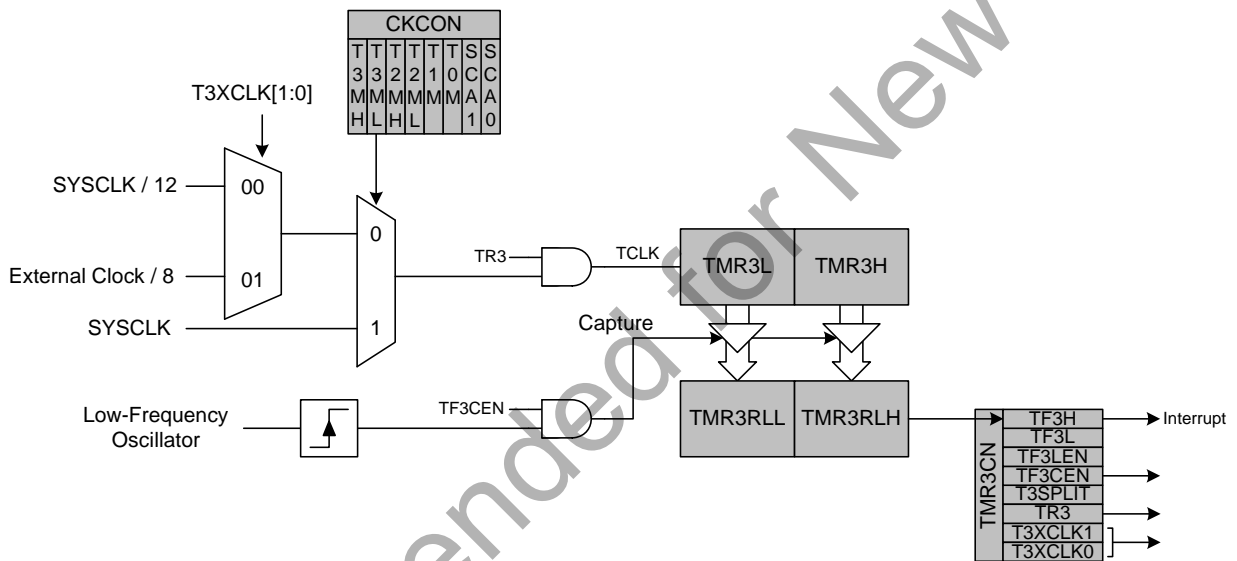 CKCON
T3MH
T3ML
T2MH
T2ML
T1M
T0M
SCA1
SCA0
T3XCLK[1:0]
SYSCLK / 12
00
External Clock / 8
01
SYSCLK
0
1
TR3
TCLK
TMR3L
TMR3H
Capture
Low-Frequency
Oscillator
TF3CEN
TMR3RLL
TMR3RLH
TMR3CN
TF3H
TF3L
TF3LEN
TF3CEN
T3SPLIT
TR3
T3XCLK1
T3XCLK0
Interrupt
ended for New